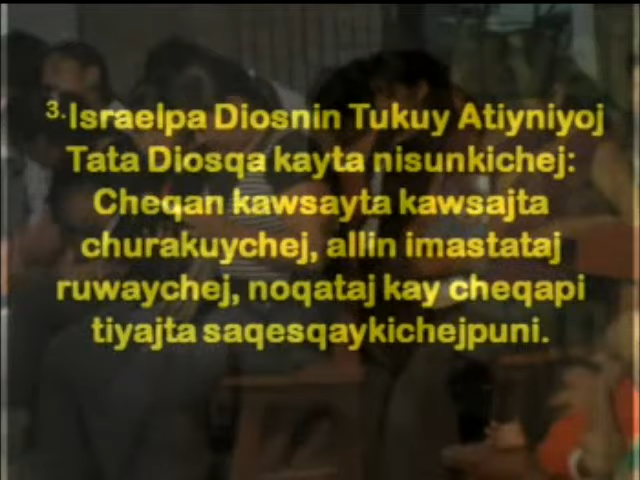 3. Israelpa Diosnin Tukuy Atiyniyoj
Tata Diosqa kayta nisunkichej:
Cheqan kawsayta kawsajta
churakuychej, allin imastataj
ruwaychej, noqataj kay cheqapi
tiyajta saqesqaykichejpuni.